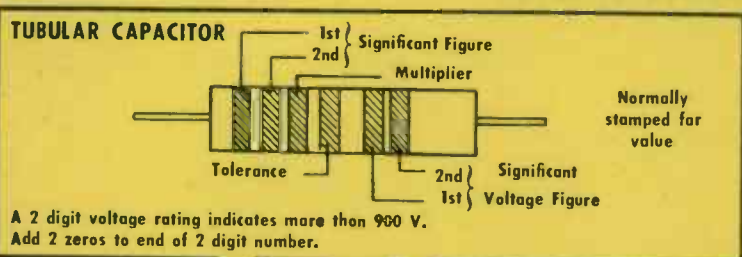 TUBULAR CAPACITOR
1st
2nd
Significant Figure
Multiplier
Normally
stamped for
value
Tolerance
2nd
1st
Significant
Voltage Figure
A 2 digit voltage rating indicates more than 900 V.
Add 2 zeros to end of 2 digit number.